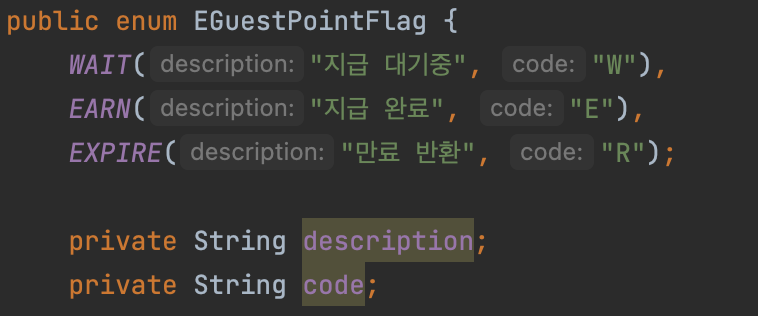 public enum EGuestPointFlag {
WAIT( description: "지급 대기중", code: "W"),
EARN( description: "지급 완료", code: "E"),
EXPIRE( description: "만료 반환", code: "R");
private String description;
private String code;